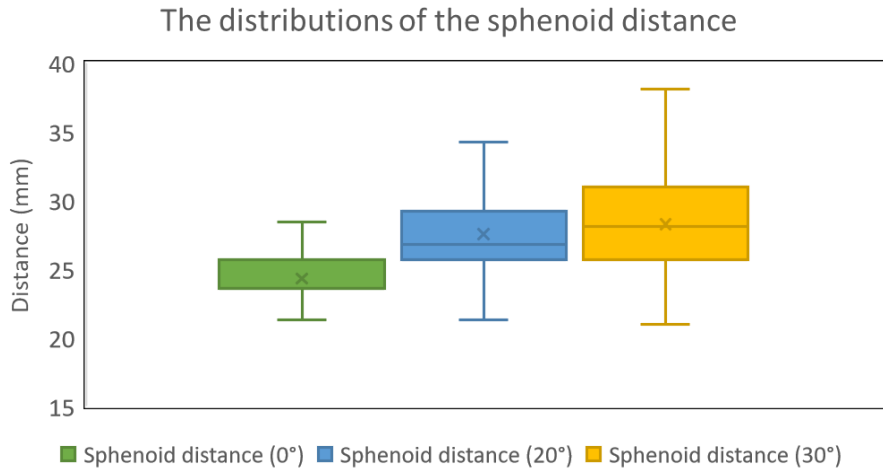 The distributions of the sphenoid distance
40
35
30
25
20
15
Distance (mm)
Sphenoid distance (0°) Sphenoid distance (20°) Sphenoid distance (30°)